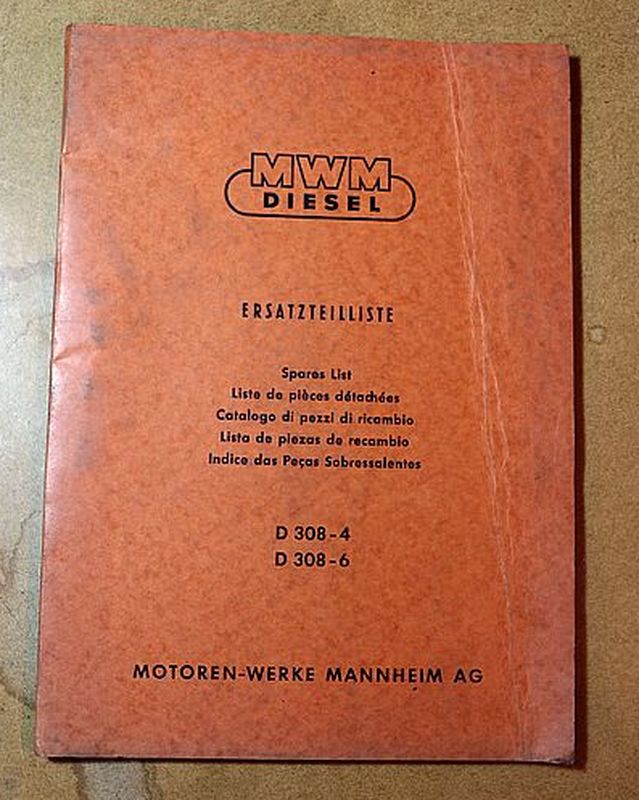 MWM
DIESEL
ERSATZTEILLISTE
Spares List
Liste de pièces détachées
Catalogo di pezzi di ricambio
Lista de piezas de recambio
Indice das Peças Sobressalentes
D 308-4
D 308-6
MOTOREN-WERKE MANNHEIM AG